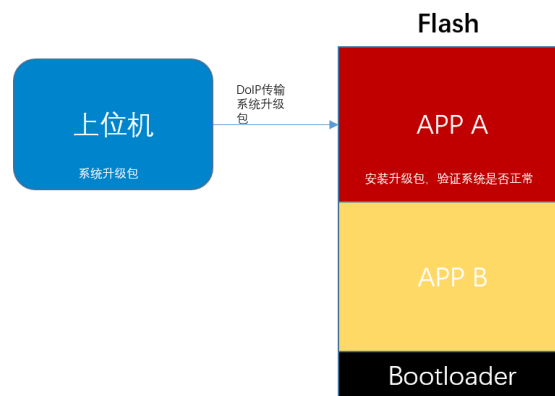 Flash
上位机
系统升级包
DoIP传输
系统升级
包
APP A
安装升级包，验证系统是否正常
APP B
Bootloader